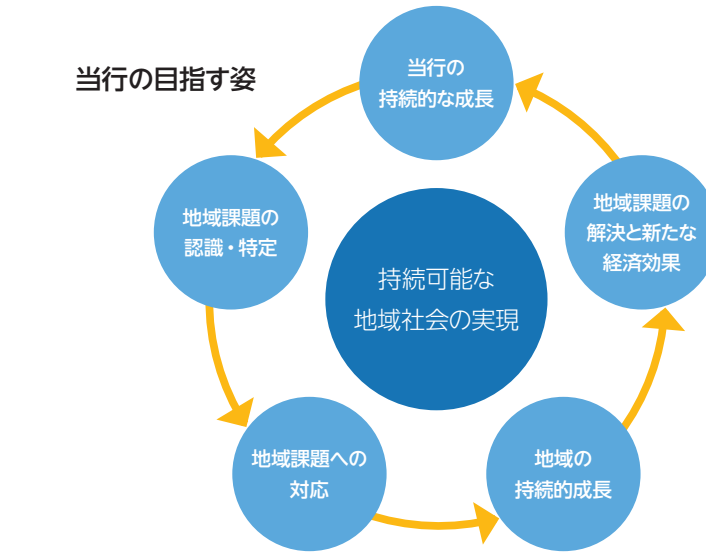 当行の目指す姿
当行の
持続的な成長
地域課題の
認識・特定
地域課題への
対応
地域の
持続的成長
地域課題の
解決と新たな
経済効果
持続可能な
地域社会の実現